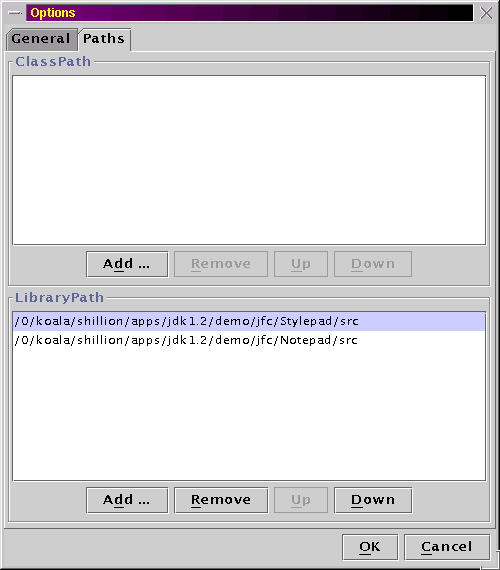 Options
General Paths
ClassPath
Add ... Remove Up Down
LibraryPath
/0/koala/shillion/apps/jdk1.2/demo/jfc/Stylepad/src
/0/koala/shillion/apps/jdk1.2/demo/jfc/Notepad/src
Add ... Remove Up Down
OK Cancel